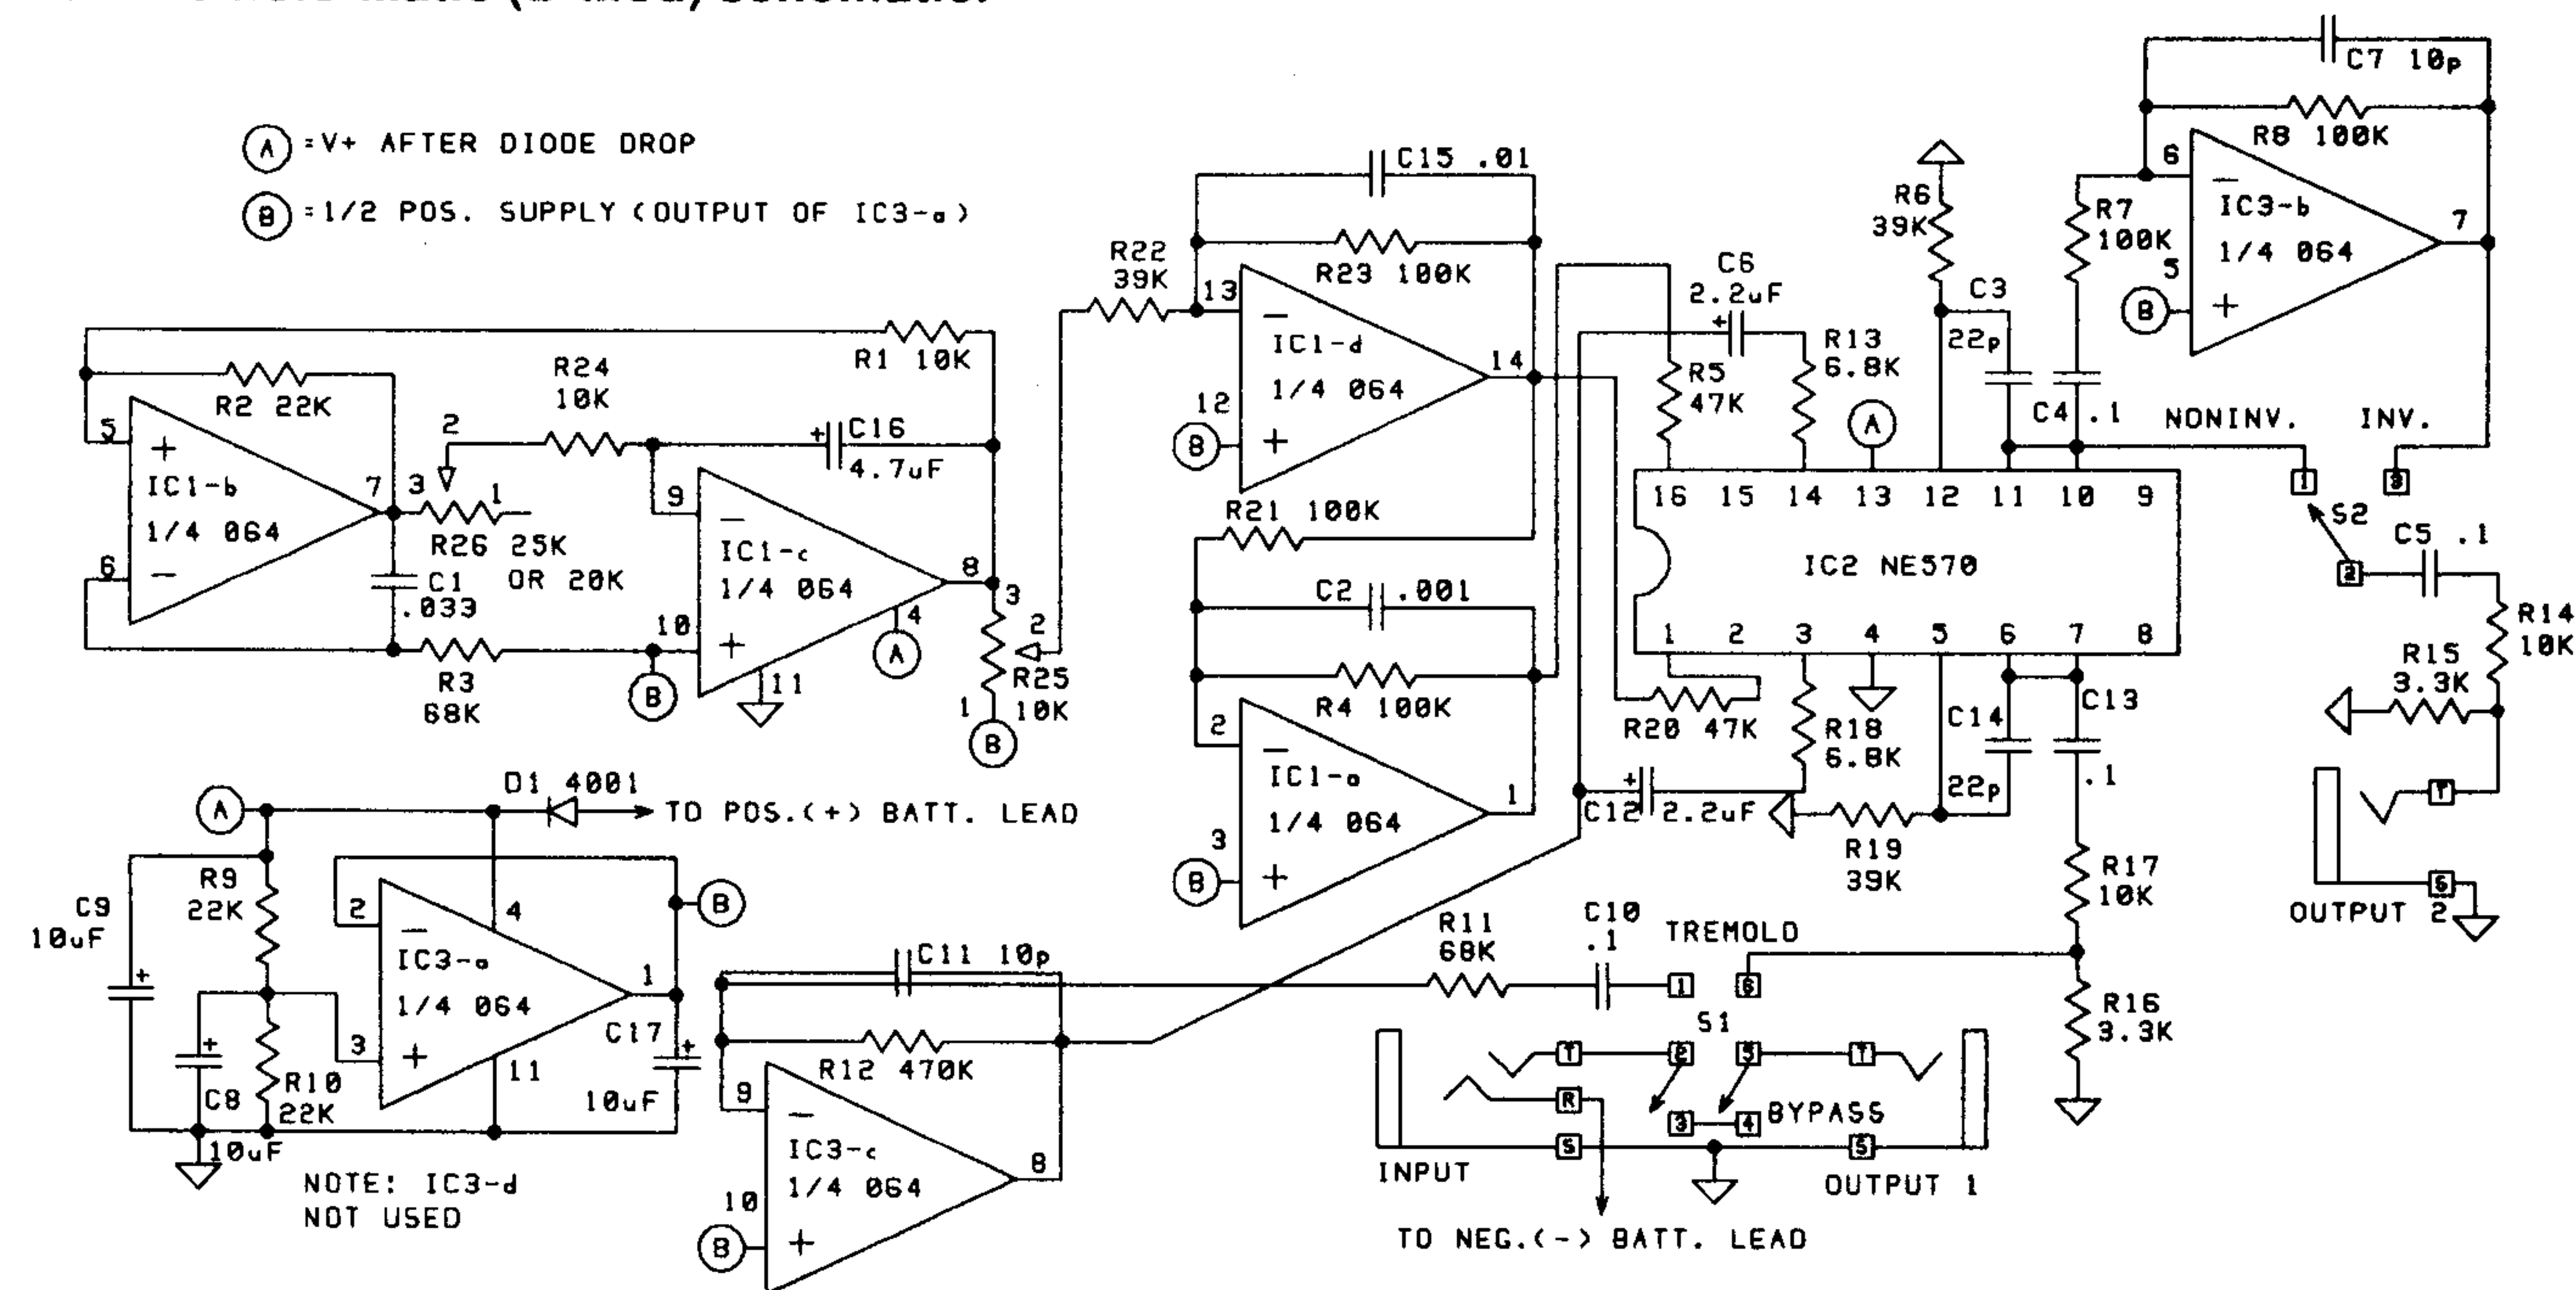 A =V+ AFTER DIODE DROP
B =1/2 POS. SUPPLY (OUTPUT OF IC3-a)
R1 10K
R2 22K
R24
10K
2
C16
4.7uF
+
5
+
IC1-b
1/4 064
7
6
−
3
1
R26 25K
OR 20K
C1
.033
R3
68K
9
−
IC1-c
1/4 064
8
10
+
4
A
11
B
3
2
R25
10K
1
B
R22
39K
C15 .01
R23 100K
13
−
IC1-d
1/4 064
14
12
+
B
R21 100K
C2 .001
R4 100K
2
−
IC1-a
1/4 064
1
3
+
B
C6
2.2uF
+
R5
47K
R13
6.8K
A
R6
39K
C3
22p
R7
100K
C4 .1
C7 10p
R8 100K
6
−
IC3-b
1/4 064
7
5
+
B
NONINV. INV.
1 3
S2
2
C5 .1
R14
10K
R15
3.3K
T
S
OUTPUT 2
16 15 14 13 12 11 10 9
IC2 NE570
1 2 3 4 5 6 7 8
R20 47K
R18
6.8K
C12
+
2.2uF
R19
39K
C14
22p
C13
.1
R17
10K
R16
3.3K
A
D1 4001
TO POS.(+) BATT. LEAD
R9
22K
C9
10uF
+
2
−
IC3-a
1/4 064
4
1
B
3
+
11
C17
+
10uF
R10
22K
C8
+
10uF
NOTE: IC3-d
NOT USED
C11 10p
R12 470K
9
−
IC3-c
1/4 064
8
10
+
B
R11
68K
C10
.1
TREMOLO
1 6
S1
T 2 5 T
R
3 4 BYPASS
S S
INPUT
OUTPUT 1
TO NEG.(-) BATT. LEAD